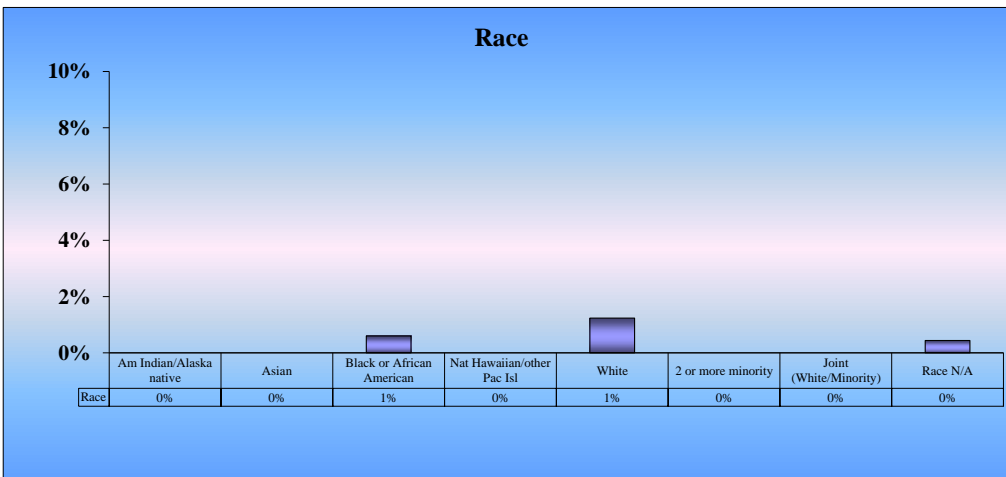 Race
10%
8%
6%
4%
2%
0%
Am Indian/Alaska native Asian Black or African American Nat Hawaiian/other Pac Isl White 2 or more minority Joint (White/Minority) Race N/A
Race 0% 0% 1% 0% 1% 0% 0% 0%